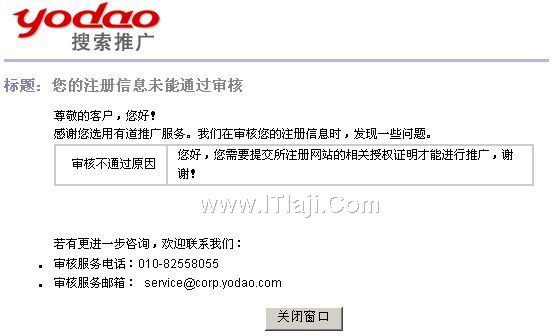 yodao
搜索推广
标题：您的注册信息未能通过审核
尊敬的客户，您好！
感谢您选用有道推广服务。我们在审核您的注册信息时，发现一些问题。
审核不通过原因
您好，您需要提交所注册网站的相关授权证明才能进行推广，谢
谢！
www.ITlaji.Com
若有更进一步咨询，欢迎联系我们：
审核服务电话：010-82558055
审核服务邮箱： service@corp.yodao.com
关闭窗口